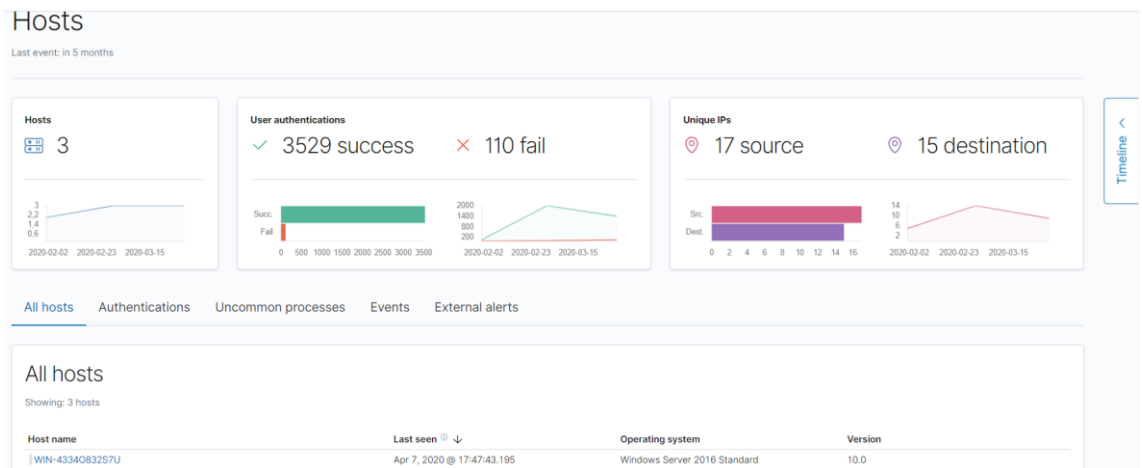 Hosts
Last event: in 5 months
Hosts
3
3
2,2
1,4
0,6
2020-02-02 2020-02-23 2020-03-15
User authentications
3529 success
110 fail
Succ.
Fail
0 500 1000 1500 2000 2500 3000 3500
2000
1400
800
200
2020-02-02 2020-02-23 2020-03-15
Unique IPs
17 source
15 destination
Src.
Dest.
0 2 4 6 8 10 12 14 16
14
10
6
2
2020-02-02 2020-02-23 2020-03-15
Timeline
All hosts Authentications Uncommon processes Events External alerts
All hosts
Showing: 3 hosts
Host name Last seen Operating system Version
WIN-4334O832S7U Apr 7, 2020 @ 17:47:43.195 Windows Server 2016 Standard 10.0